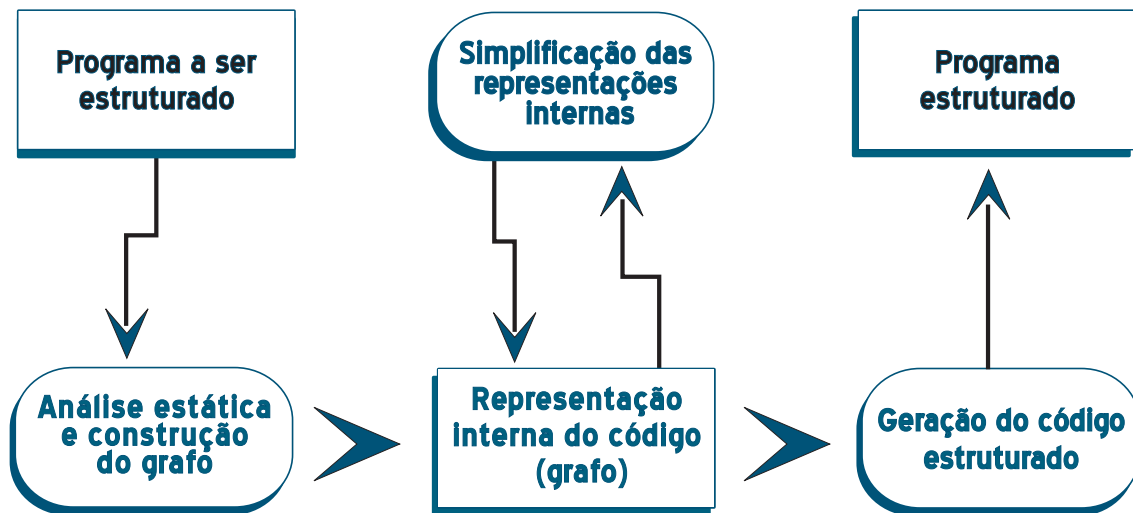 Programa a ser
estruturado
Simplificação das
representações
internas
Programa
estruturado
Análise estática
e construção
do grafo
Representação
interna do código
(grafo)
Geração do código
estruturado